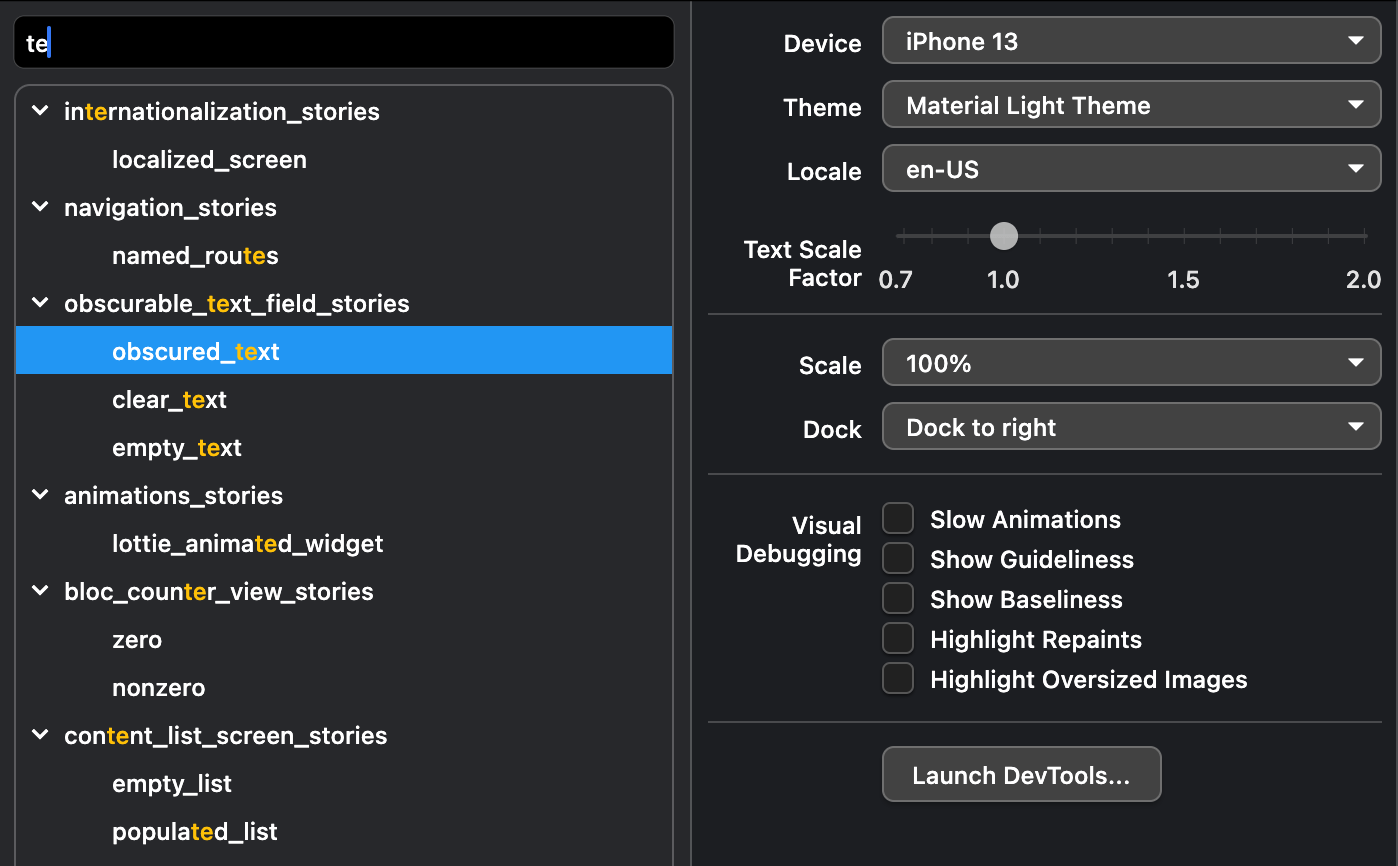 te
internationalization_stories
localized_screen
navigation_stories
named_routes
obscurable_text_field_stories
obscured_text
clear_text
empty_text
animations_stories
lottie_animated_widget
bloc_counter_view_stories
zero
nonzero
content_list_screen_stories
empty_list
populated_list
Device
iPhone 13
Theme
Material Light Theme
Locale
en-US
Text Scale
Factor
0.7 1.0 1.5 2.0
Scale
100%
Dock
Dock to right
Visual
Debugging
Slow Animations
Show Guideliness
Show Baseliness
Highlight Repaints
Highlight Oversized Images
Launch DevTools...